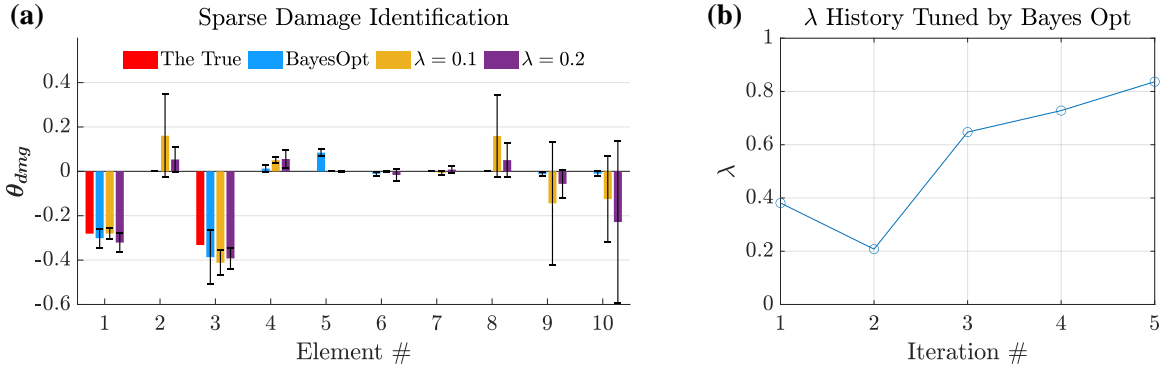 (a)
Sparse Damage Identification
The True
BayesOpt
λ = 0.1
λ = 0.2
0.4
0.2
0
-0.2
-0.4
-0.6
θdmg
1 2 3 4 5 6 7 8 9 10
Element #
(b)
λ History Tuned by Bayes Opt
1
0.8
0.6
0.4
0.2
0
λ
1 2 3 4 5
Iteration #